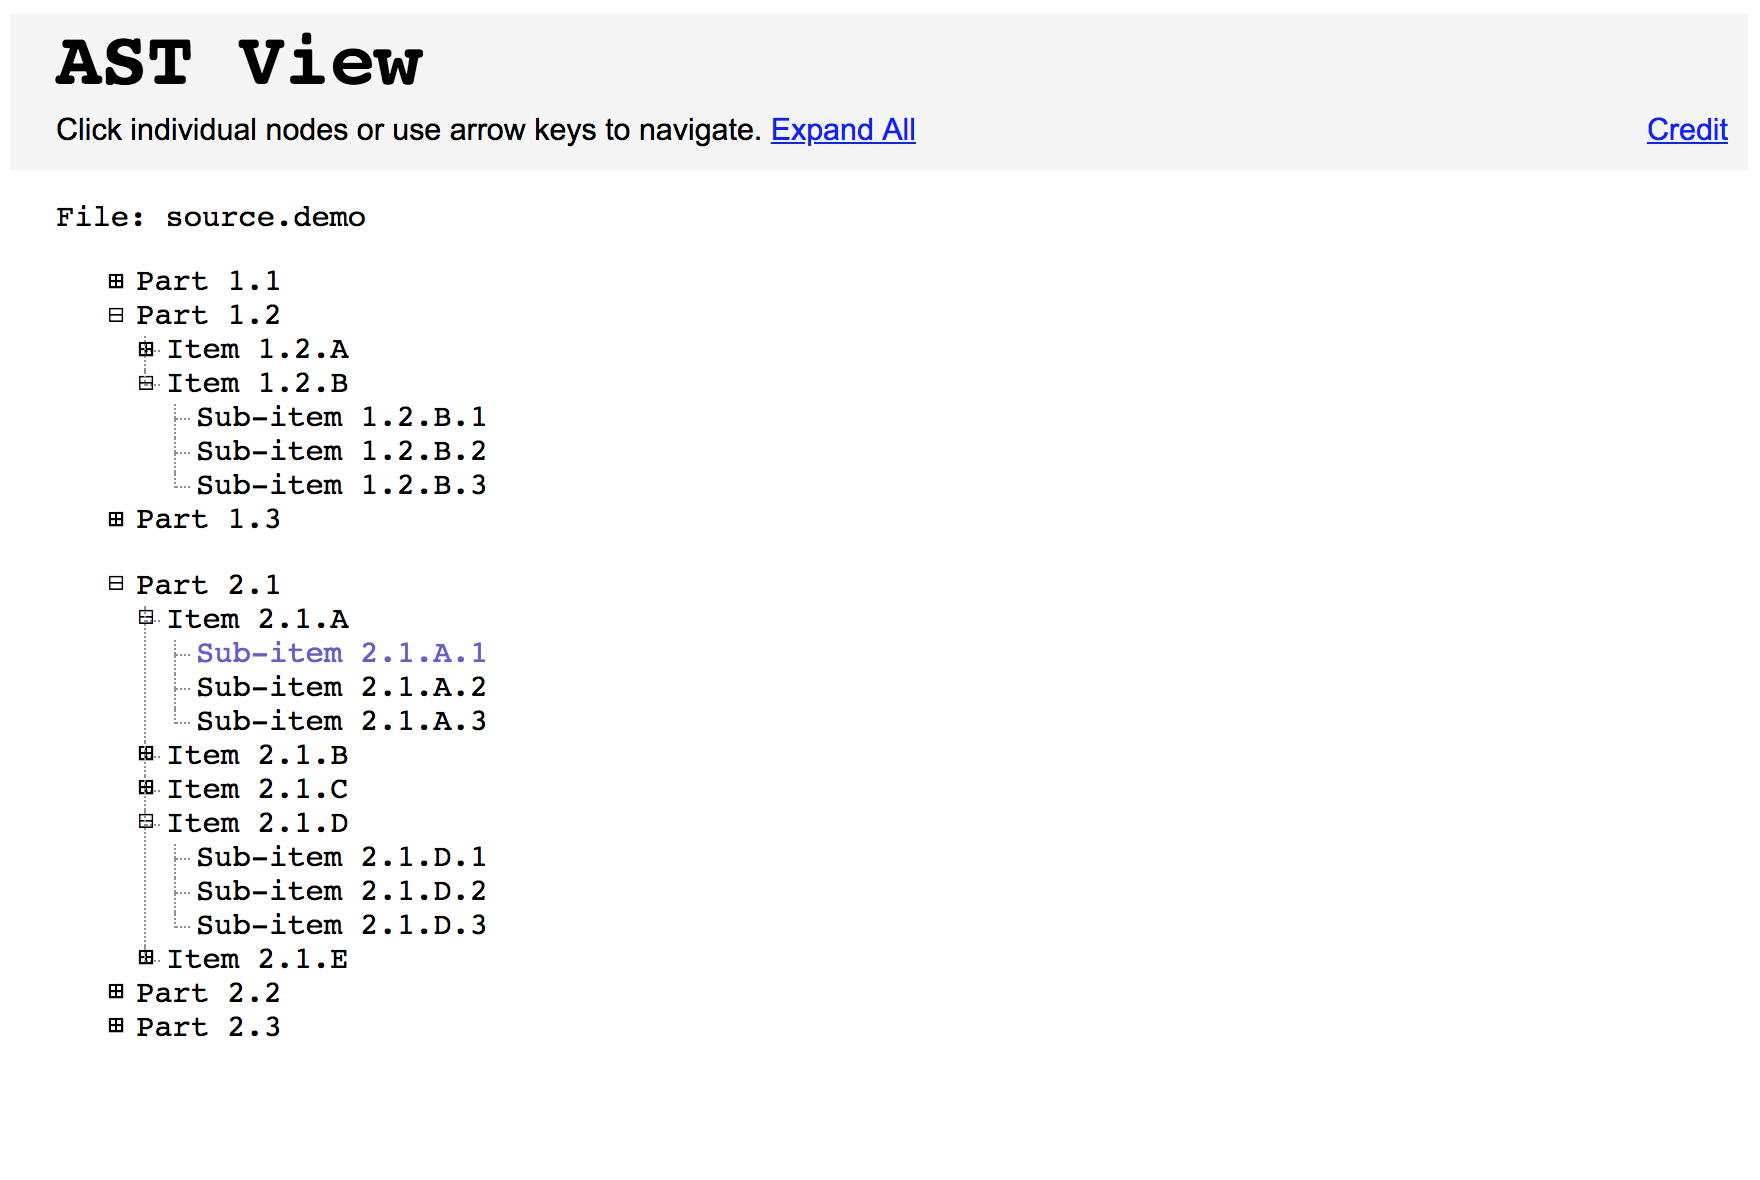 AST View
Click individual nodes or use arrow keys to navigate. Expand All Credit
File: source.demo
Part 1.1
Part 1.2
Item 1.2.A
Item 1.2.B
Sub-item 1.2.B.1
Sub-item 1.2.B.2
Sub-item 1.2.B.3
Part 1.3
Part 2.1
Item 2.1.A
Sub-item 2.1.A.1
Sub-item 2.1.A.2
Sub-item 2.1.A.3
Item 2.1.B
Item 2.1.C
Item 2.1.D
Sub-item 2.1.D.1
Sub-item 2.1.D.2
Sub-item 2.1.D.3
Item 2.1.E
Part 2.2
Part 2.3